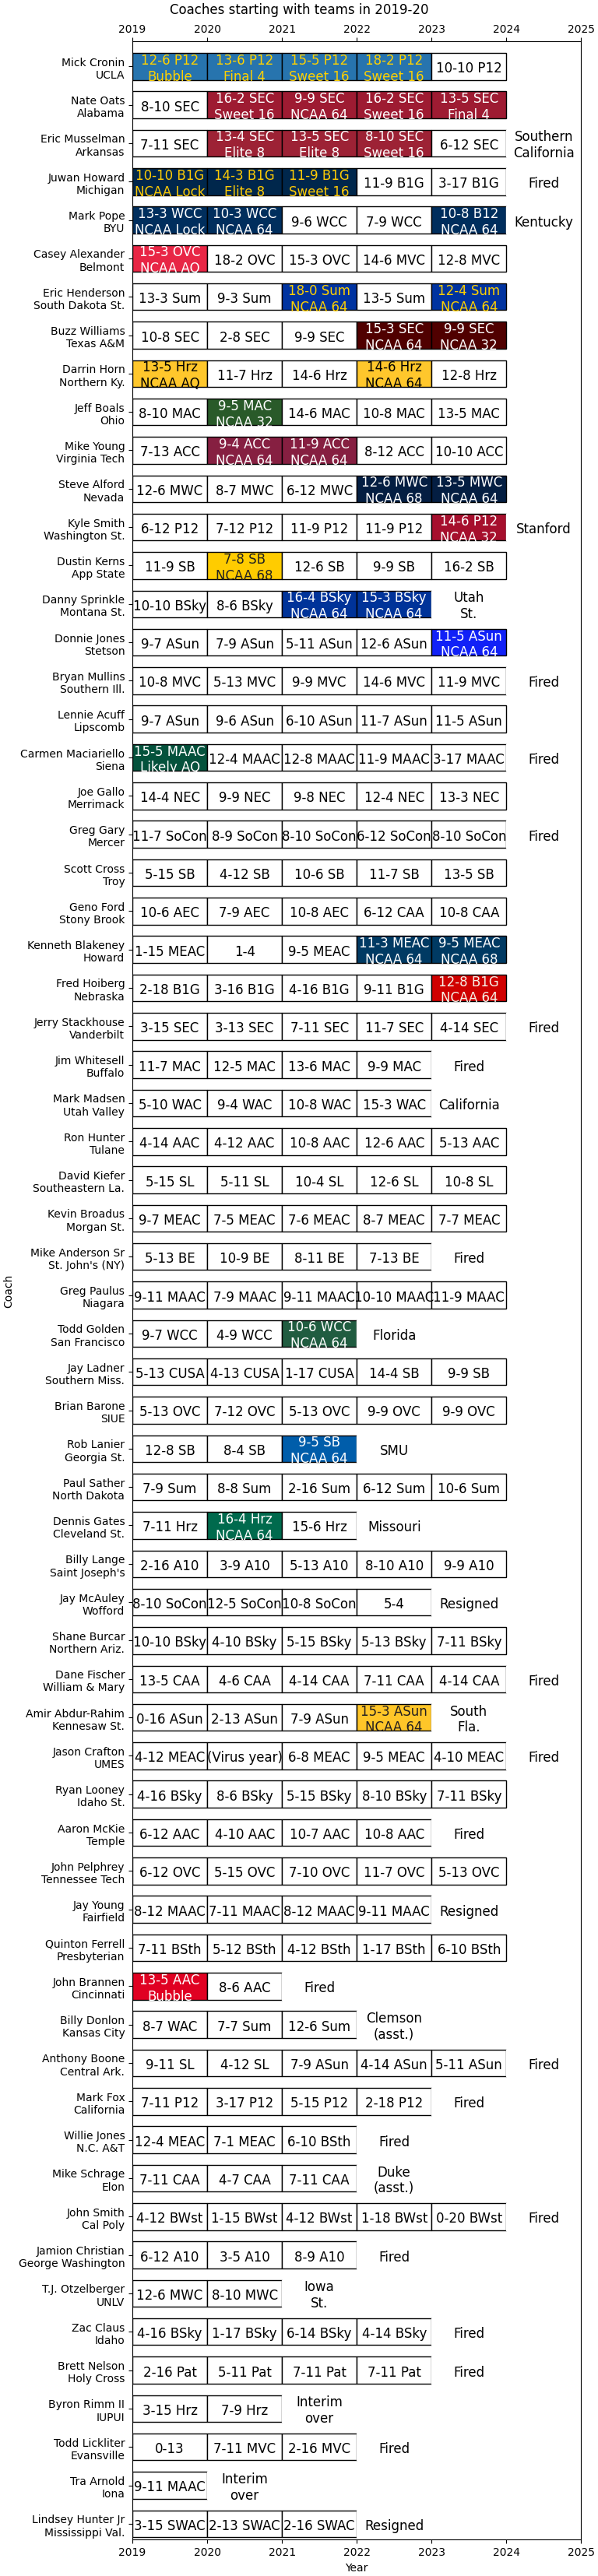 Coaches starting with teams in 2019-20
2019 2020 2021 2022 2023 2024 2025
Mick Cronin
UCLA
12-6 P12
Bubble
13-6 P12
Final 4
15-5 P12
Sweet 16
18-2 P12
Sweet 16
10-10 P12
Nate Oats
Alabama
8-10 SEC
16-2 SEC
Sweet 16
9-9 SEC
NCAA 64
16-2 SEC
Sweet 16
13-5 SEC
Final 4
Eric Musselman
Arkansas
7-11 SEC
13-4 SEC
Elite 8
13-5 SEC
Elite 8
8-10 SEC
Sweet 16
6-12 SEC
Southern
California
Juwan Howard
Michigan
10-10 B1G
NCAA Lock
14-3 B1G
Elite 8
11-9 B1G
Sweet 16
11-9 B1G
3-17 B1G
Fired
Mark Pope
BYU
13-3 WCC
NCAA Lock
10-3 WCC
NCAA 64
9-6 WCC
7-9 WCC
10-8 B12
NCAA 64
Kentucky
Casey Alexander
Belmont
15-3 OVC
NCAA AQ
18-2 OVC
15-3 OVC
14-6 MVC
12-8 MVC
Eric Henderson
South Dakota St.
13-3 Sum
9-3 Sum
18-0 Sum
NCAA 64
13-5 Sum
12-4 Sum
NCAA 64
Buzz Williams
Texas A&M
10-8 SEC
2-8 SEC
9-9 SEC
15-3 SEC
NCAA 64
9-9 SEC
NCAA 32
Darrin Horn
Northern Ky.
13-5 Hrz
NCAA AQ
11-7 Hrz
14-6 Hrz
14-6 Hrz
NCAA 64
12-8 Hrz
Jeff Boals
Ohio
8-10 MAC
9-5 MAC
NCAA 32
14-6 MAC
10-8 MAC
13-5 MAC
Mike Young
Virginia Tech
7-13 ACC
9-4 ACC
NCAA 64
11-9 ACC
NCAA 64
8-12 ACC
10-10 ACC
Steve Alford
Nevada
12-6 MWC
8-7 MWC
6-12 MWC
12-6 MWC
NCAA 68
13-5 MWC
NCAA 64
Kyle Smith
Washington St.
6-12 P12
7-12 P12
11-9 P12
11-9 P12
14-6 P12
NCAA 32
Stanford
Dustin Kerns
App State
11-9 SB
7-8 SB
NCAA 68
12-6 SB
9-9 SB
16-2 SB
Danny Sprinkle
Montana St.
10-10 BSky
8-6 BSky
16-4 BSky
NCAA 64
15-3 BSky
NCAA 64
Utah
St.
Donnie Jones
Stetson
9-7 ASun
7-9 ASun
5-11 ASun
12-6 ASun
11-5 ASun
NCAA 64
Bryan Mullins
Southern Ill.
10-8 MVC
5-13 MVC
9-9 MVC
14-6 MVC
11-9 MVC
Fired
Lennie Acuff
Lipscomb
9-7 ASun
9-6 ASun
6-10 ASun
11-7 ASun
11-5 ASun
Carmen Maciariello
Siena
15-5 MAAC
Likely AQ
12-4 MAAC
12-8 MAAC
11-9 MAAC
3-17 MAAC
Fired
Joe Gallo
Merrimack
14-4 NEC
9-9 NEC
9-8 NEC
12-4 NEC
13-3 NEC
Greg Gary
Mercer
11-7 SoCon
8-9 SoCon
8-10 SoCon
6-12 SoCon
8-10 SoCon
Fired
Scott Cross
Troy
5-15 SB
4-12 SB
10-6 SB
11-7 SB
13-5 SB
Geno Ford
Stony Brook
10-6 AEC
7-9 AEC
10-8 AEC
6-12 CAA
10-8 CAA
Kenneth Blakeney
Howard
1-15 MEAC
1-4
9-5 MEAC
11-3 MEAC
NCAA 64
9-5 MEAC
NCAA 68
Fred Hoiberg
Nebraska
2-18 B1G
3-16 B1G
4-16 B1G
9-11 B1G
12-8 B1G
NCAA 64
Jerry Stackhouse
Vanderbilt
3-15 SEC
3-13 SEC
7-11 SEC
11-7 SEC
4-14 SEC
Fired
Jim Whitesell
Buffalo
11-7 MAC
12-5 MAC
13-6 MAC
9-9 MAC
Fired
Mark Madsen
Utah Valley
5-10 WAC
9-4 WAC
10-8 WAC
15-3 WAC
California
Ron Hunter
Tulane
4-14 AAC
4-12 AAC
10-8 AAC
12-6 AAC
5-13 AAC
David Kiefer
Southeastern La.
5-15 SL
5-11 SL
10-4 SL
12-6 SL
10-8 SL
Kevin Broadus
Morgan St.
9-7 MEAC
7-5 MEAC
7-6 MEAC
8-7 MEAC
7-7 MEAC
Mike Anderson Sr
St. John's (NY)
5-13 BE
10-9 BE
8-11 BE
7-13 BE
Fired
Coach
Greg Paulus
Niagara
9-11 MAAC
7-9 MAAC
9-11 MAAC
10-10 MAAC
11-9 MAAC
Todd Golden
San Francisco
9-7 WCC
4-9 WCC
10-6 WCC
NCAA 64
Florida
Jay Ladner
Southern Miss.
5-13 CUSA
4-13 CUSA
1-17 CUSA
14-4 SB
9-9 SB
Brian Barone
SIUE
5-13 OVC
7-12 OVC
5-13 OVC
9-9 OVC
9-9 OVC
Rob Lanier
Georgia St.
12-8 SB
8-4 SB
9-5 SB
NCAA 64
SMU
Paul Sather
North Dakota
7-9 Sum
8-8 Sum
2-16 Sum
6-12 Sum
10-6 Sum
Dennis Gates
Cleveland St.
7-11 Hrz
16-4 Hrz
NCAA 64
15-6 Hrz
Missouri
Billy Lange
Saint Joseph's
2-16 A10
3-9 A10
5-13 A10
8-10 A10
9-9 A10
Jay McAuley
Wofford
8-10 SoCon
12-5 SoCon
10-8 SoCon
5-4
Resigned
Shane Burcar
Northern Ariz.
10-10 BSky
4-10 BSky
5-15 BSky
5-13 BSky
7-11 BSky
Dane Fischer
William & Mary
13-5 CAA
4-6 CAA
4-14 CAA
7-11 CAA
4-14 CAA
Fired
Amir Abdur-Rahim
Kennesaw St.
0-16 ASun
2-13 ASun
7-9 ASun
15-3 ASun
NCAA 64
South
Fla.
Jason Crafton
UMES
4-12 MEAC
(Virus year)
6-8 MEAC
9-5 MEAC
4-10 MEAC
Fired
Ryan Looney
Idaho St.
4-16 BSky
8-6 BSky
5-15 BSky
8-10 BSky
7-11 BSky
Aaron McKie
Temple
6-12 AAC
4-10 AAC
10-7 AAC
10-8 AAC
Fired
John Pelphrey
Tennessee Tech
6-12 OVC
5-15 OVC
7-10 OVC
11-7 OVC
5-13 OVC
Jay Young
Fairfield
8-12 MAAC
7-11 MAAC
8-12 MAAC
9-11 MAAC
Resigned
Quinton Ferrell
Presbyterian
7-11 BSth
5-12 BSth
4-12 BSth
1-17 BSth
6-10 BSth
John Brannen
Cincinnati
13-5 AAC
Bubble
8-6 AAC
Fired
Billy Donlon
Kansas City
8-7 WAC
7-7 Sum
12-6 Sum
Clemson
(asst.)
Anthony Boone
Central Ark.
9-11 SL
4-12 SL
7-9 ASun
4-14 ASun
5-11 ASun
Fired
Mark Fox
California
7-11 P12
3-17 P12
5-15 P12
2-18 P12
Fired
Willie Jones
N.C. A&T
12-4 MEAC
7-1 MEAC
6-10 BSth
Fired
Mike Schrage
Elon
7-11 CAA
4-7 CAA
7-11 CAA
Duke
(asst.)
John Smith
Cal Poly
4-12 BWst
1-15 BWst
4-12 BWst
1-18 BWst
0-20 BWst
Fired
Jamion Christian
George Washington
6-12 A10
3-5 A10
8-9 A10
Fired
T.J. Otzelberger
UNLV
12-6 MWC
8-10 MWC
Iowa
St.
Zac Claus
Idaho
4-16 BSky
1-17 BSky
6-14 BSky
4-14 BSky
Fired
Brett Nelson
Holy Cross
2-16 Pat
5-11 Pat
7-11 Pat
7-11 Pat
Fired
Byron Rimm II
IUPUI
3-15 Hrz
7-9 Hrz
Interim
over
Todd Lickliter
Evansville
0-13
7-11 MVC
2-16 MVC
Fired
Tra Arnold
Iona
9-11 MAAC
Interim
over
Lindsey Hunter Jr
Mississippi Val.
3-15 SWAC
2-13 SWAC
2-16 SWAC
Resigned
2019 2020 2021 2022 2023 2024 2025
Year